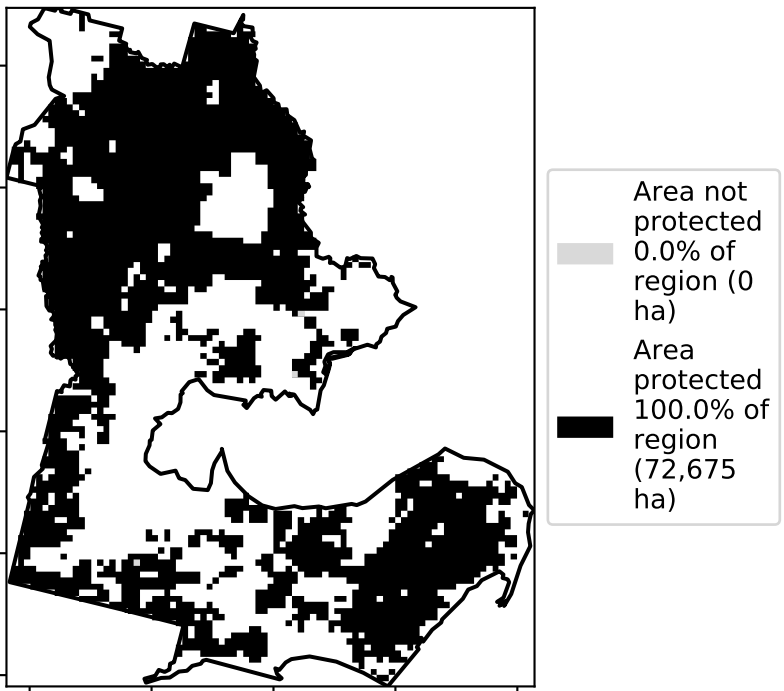 Area not
protected
0.0% of
region (0
ha)
Area
protected
100.0% of
region
(72,675
ha)